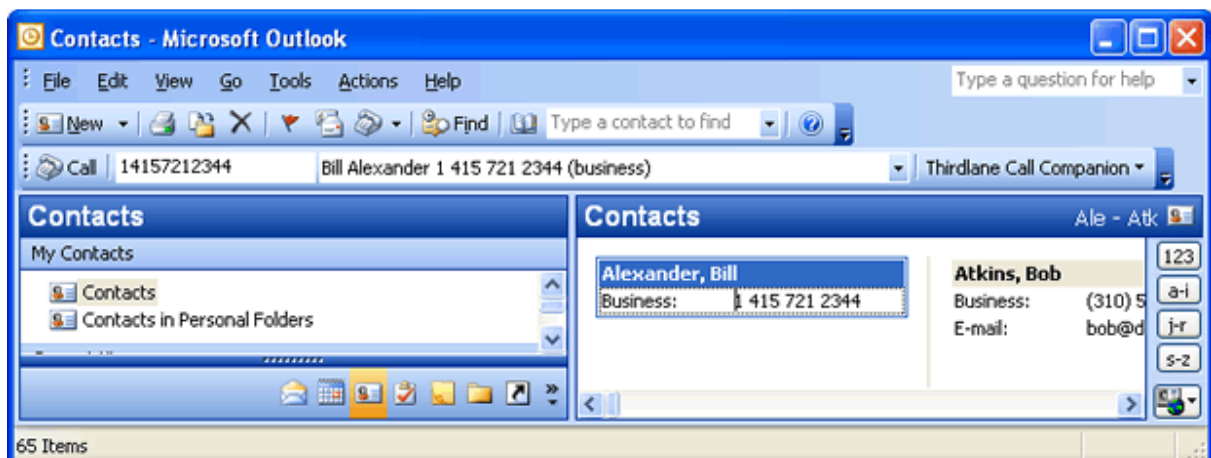 Contacts - Microsoft Outlook
File Edit View Go Tools Actions Help Type a question for help
New Find Type a contact to find
Call 14157212344 Bill Alexander 1 415 721 2344 (business) Thirdlane Call Companion
Contacts
My Contacts
Contacts
Contacts in Personal Folders
Contacts Ale - Atk
Alexander, Bill
Business: 1 415 721 2344
Atkins, Bob
Business: (310) 5
E-mail: bob@d
123
a-i
j-r
s-z
65 Items